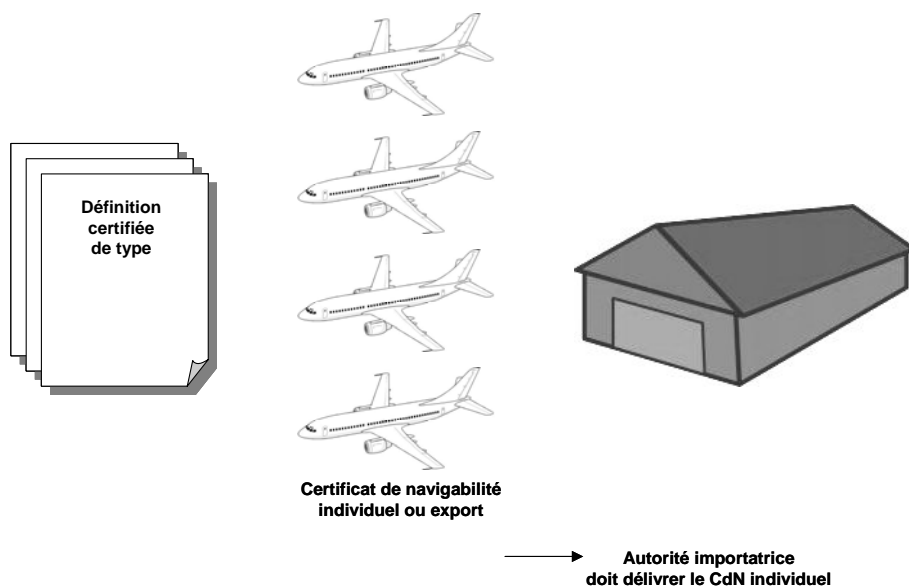 Définition
certifiée
de type
Certificat de navigabilité
individuel ou export
Autorité importatrice
doit délivrer le CdN individuel